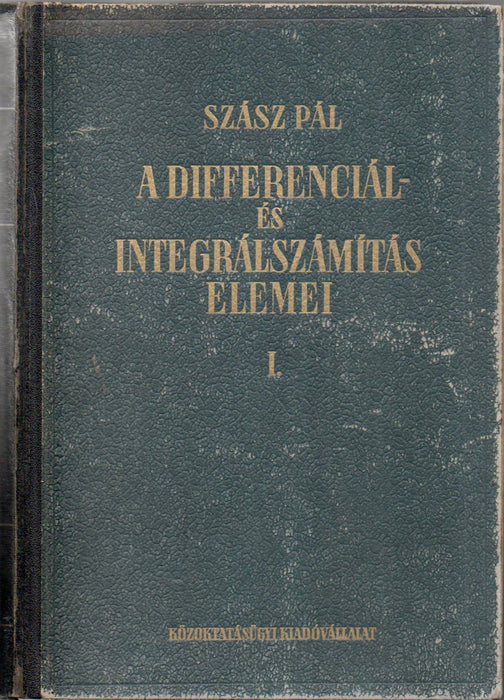 SZÁSZ PÁL
A DIFFERENCIÁL-
ÉS
INTEGRÁLSZÁMÍTÁS
ELEMEI
I.
KÖZOKTATÁSÜGYI KIADÓVÁLLALAT